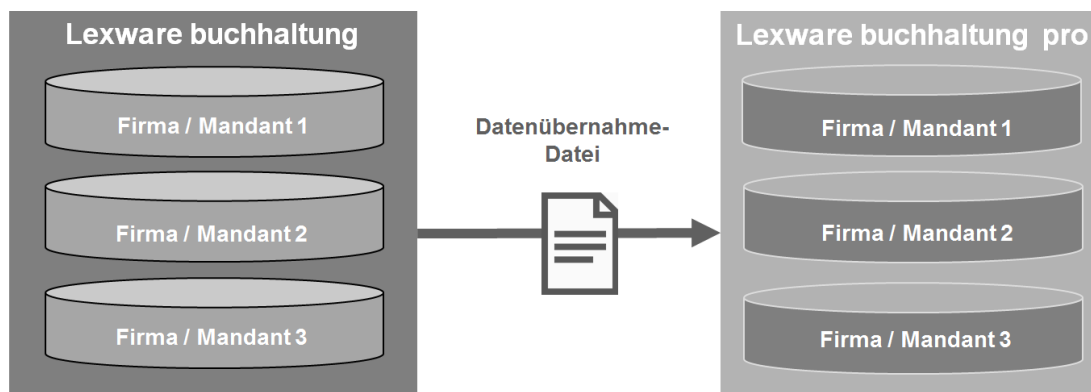 Lexware buchhaltung
Firma / Mandant 1
Firma / Mandant 2
Firma / Mandant 3
Datenübernahme-
Datei
Lexware buchhaltung pro
Firma / Mandant 1
Firma / Mandant 2
Firma / Mandant 3